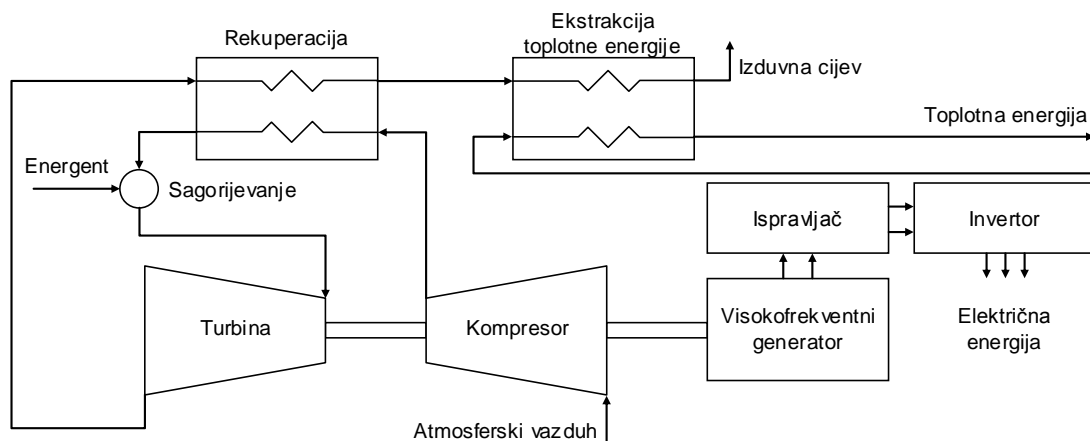 Rekuperacija
Ekstrakcija
toplotne energije
Izduvna cijev
Toplotna energija
Energent
Sagorijevanje
Ispravljač
Invertor
Turbina
Kompresor
Visokofrekventni
generator
Električna
energija
Atmosferski vazduh